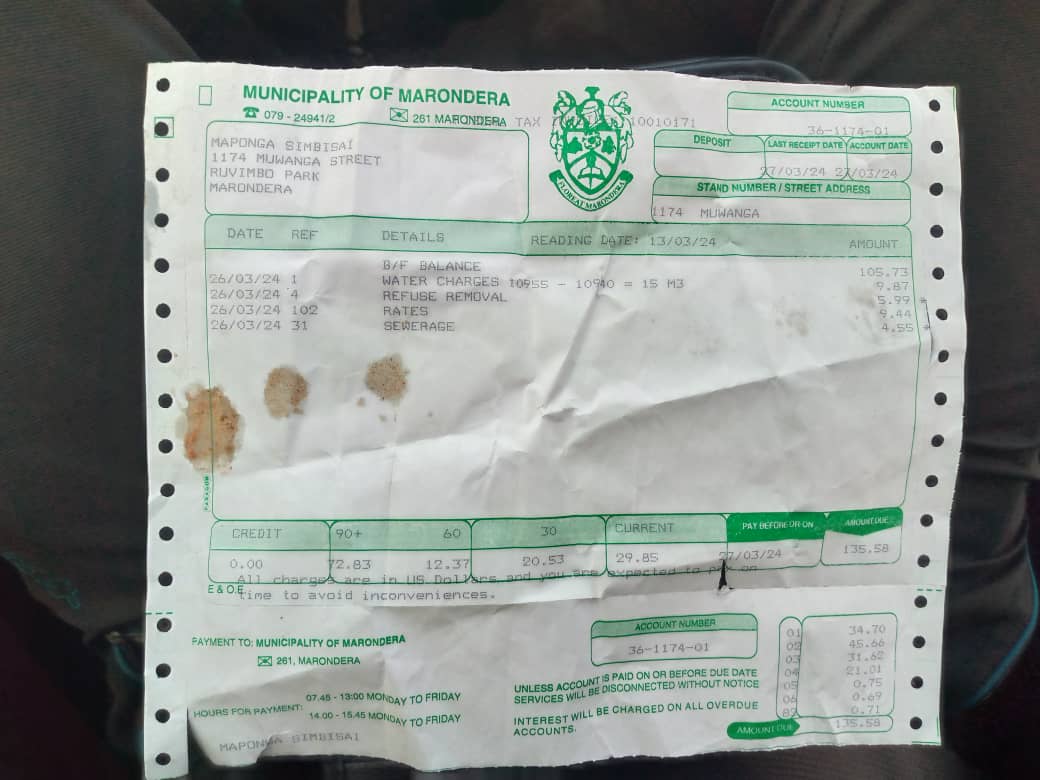 MUNICIPALITY OF MARONDERA
☎ 079 - 24941/2 ✉ 261 MARONDERA TAX 10010171
MAPONGA SIMBISAI
1174 MUWANGA STREET
RUVIMBO PARK
MARONDERA
FLOREAT MARONDERA
ACCOUNT NUMBER
36-1174-01
DEPOSIT LAST RECEIPT DATE ACCOUNT DATE
27/03/24 27/03/24
STAND NUMBER / STREET ADDRESS
1174 MUWANGA
DATE REF DETAILS READING DATE: 13/03/24 AMOUNT
B/F BALANCE 105.73
26/03/24 1 WATER CHARGES 10955 - 10940 = 15 M3 9.87
26/03/24 4 REFUSE REMOVAL 5.99 *
26/03/24 102 RATES 9.44
26/03/24 31 SEWERAGE 4.55 *
CREDIT 90+ 60 30 CURRENT PAY BEFORE OR ON AMOUNT DUE
0.00 72.83 12.37 20.53 29.85 27/03/24 135.58
All charges are in US Dollars and you are expected to pay on
time to avoid inconveniences.
E & O.E
PAYMENT TO: MUNICIPALITY OF MARONDERA
✉ 261, MARONDERA
HOURS FOR PAYMENT: 07.45 - 13:00 MONDAY TO FRIDAY
14.00 - 15.45 MONDAY TO FRIDAY
MAPONGA SIMBISAI
ACCOUNT NUMBER
36-1174-01
UNLESS ACCOUNT IS PAID ON OR BEFORE DUE DATE
SERVICES WILL BE DISCONNECTED WITHOUT NOTICE
INTEREST WILL BE CHARGED ON ALL OVERDUE
ACCOUNTS.
01 34.70
02 45.66
03 31.62
04 21.01
05 0.75
06 0.69
89 0.71
AMOUNT DUE 135.58